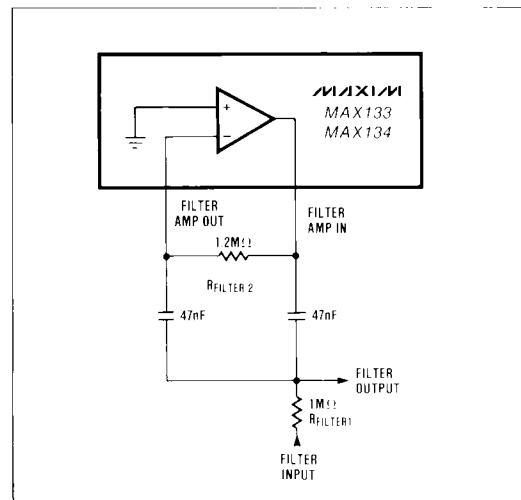 MAXIM
MAX133
MAX134
+
−
FILTER
AMP OUT
FILTER
AMP IN
1.2MΩ
RFILTER 2
47nF
47nF
FILTER
OUTPUT
1MΩ
RFILTER1
FILTER
INPUT